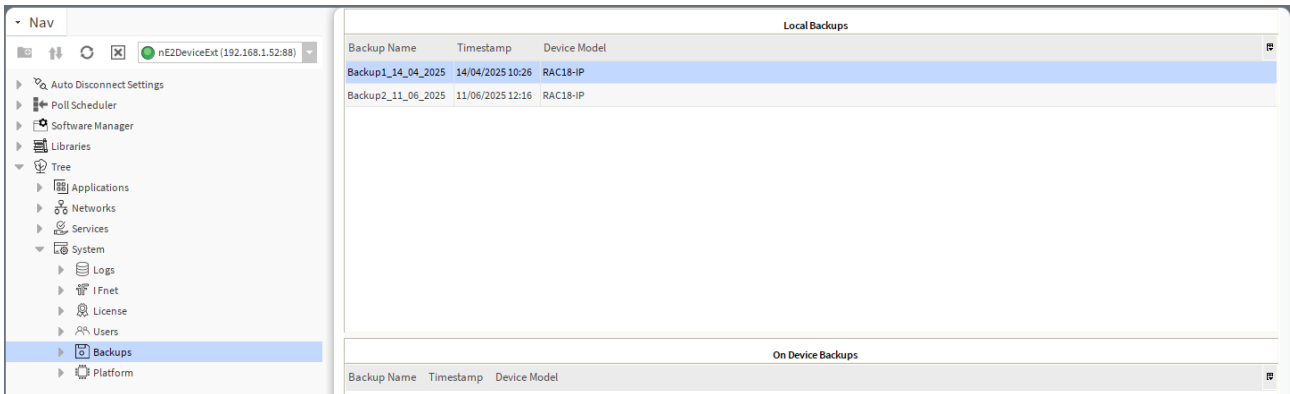 Nav
nE2DeviceExt (192.168.1.52:88)
Auto Disconnect Settings
Poll Scheduler
Software Manager
Libraries
Tree
Applications
Networks
Services
System
Logs
IFnet
License
Users
Backups
Platform
Local Backups
Backup Name Timestamp Device Model
Backup1_14_04_2025 14/04/2025 10:26 RAC18-IP
Backup2_11_06_2025 11/06/2025 12:16 RAC18-IP
On Device Backups
Backup Name Timestamp Device Model